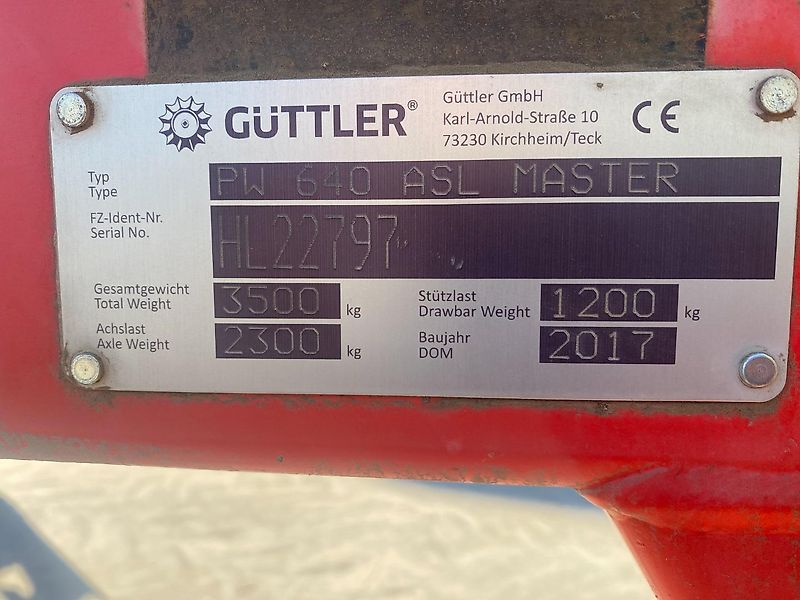 GÜTTLER®
Güttler GmbH
Karl-Arnold-Straße 10
73230 Kirchheim/Teck
CE
Typ
Type
PW 640 ASL MASTER
FZ-Ident-Nr.
Serial No.
HL22797
Gesamtgewicht
Total Weight
3500 kg
Stützlast
Drawbar Weight
1200 kg
Achslast
Axle Weight
2300 kg
Baujahr
DOM
2017